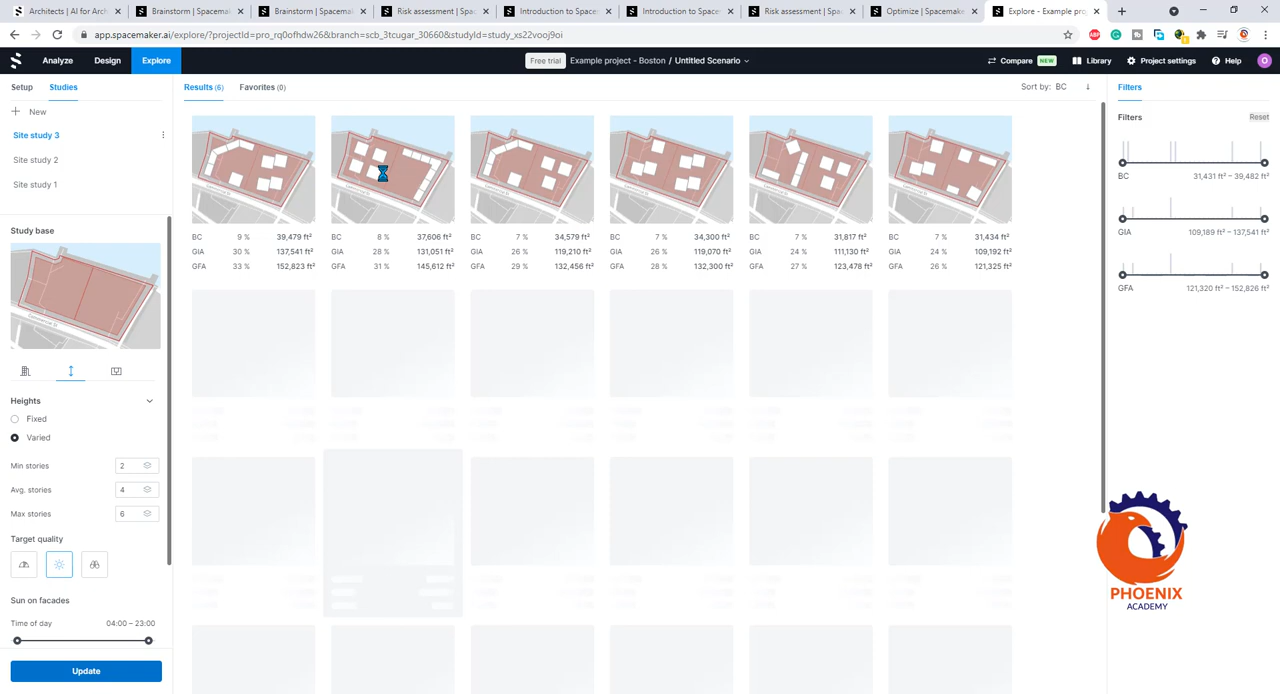 Architects | AI for Arch
Brainstorm | Spacemak
Brainstorm | Spacemak
Risk assessment | Spac
Introduction to Space
Introduction to Space
Risk assessment | Spa
Optimize | Spacemake
Explore - Example proj
app.spacemaker.ai/explore/?projectId=pro_rq0ofhdw26&branch=scb_3tcugar_30660&studyId=study_xs22vooj9oi
Analyze
Design
Explore
Free trial
Example project - Boston / Untitled Scenario
Compare
NEW
Library
Project settings
Help
Setup
Studies
Results (6)
Favorites (0)
Sort by: BC
Filters
New
Site study 3
Site study 2
Site study 1
Filters
Reset
BC
31,431 ft² – 39,482 ft²
GIA
109,189 ft² – 137,541 ft²
GFA
121,320 ft² – 152,826 ft²
BC 9 % 39,479 ft²
GIA 30 % 137,541 ft²
GFA 33 % 152,823 ft²
BC 8 % 37,606 ft²
GIA 28 % 131,051 ft²
GFA 31 % 145,612 ft²
BC 7 % 34,579 ft²
GIA 26 % 119,210 ft²
GFA 29 % 132,456 ft²
BC 7 % 34,300 ft²
GIA 26 % 119,070 ft²
GFA 28 % 132,300 ft²
BC 7 % 31,817 ft²
GIA 24 % 111,130 ft²
GFA 27 % 123,478 ft²
BC 7 % 31,434 ft²
GIA 24 % 109,192 ft²
GFA 26 % 121,325 ft²
Study base
Commercial St
Heights
Fixed
Varied
Min stories 2
Avg. stories 4
Max stories 6
Target quality
Sun on facades
Time of day 04:00 – 23:00
Update
PHOENIX
ACADEMY